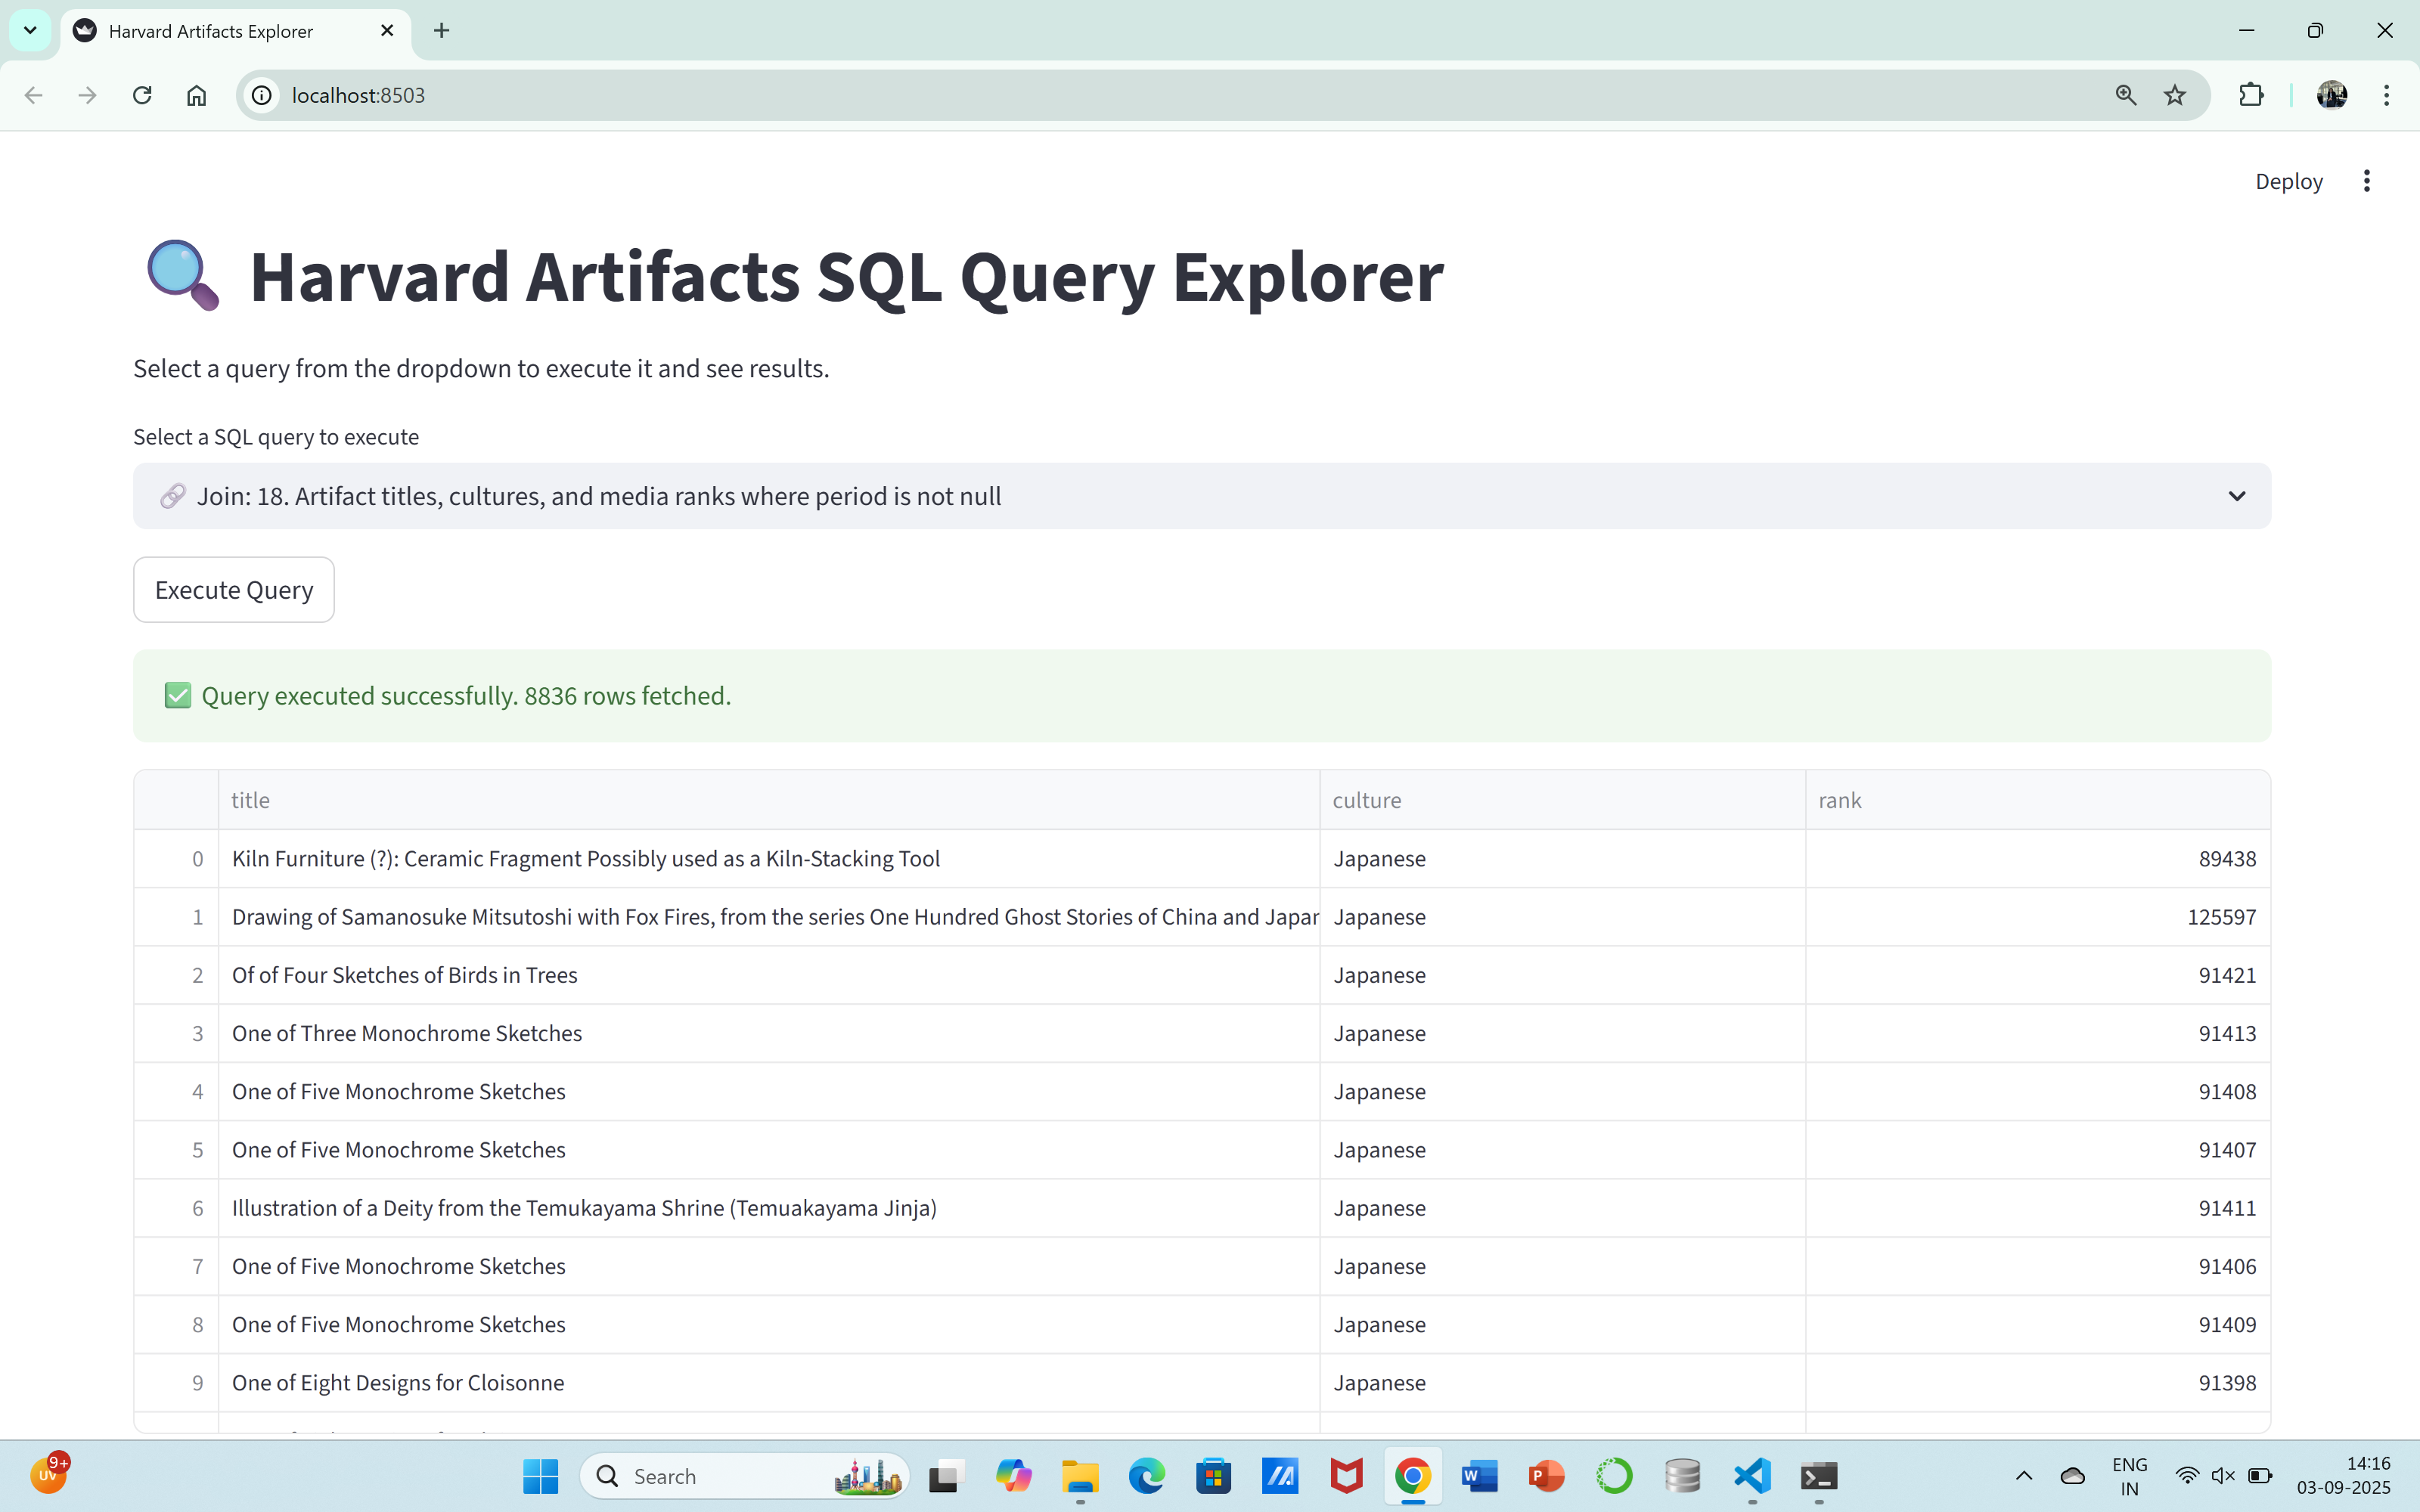 Harvard Artifacts Explorer
localhost:8503
Deploy
Harvard Artifacts SQL Query Explorer
Select a query from the dropdown to execute it and see results.
Select a SQL query to execute
Join: 18. Artifact titles, cultures, and media ranks where period is not null
Execute Query
Query executed successfully. 8836 rows fetched.
title culture rank
0 Kiln Furniture (?): Ceramic Fragment Possibly used as a Kiln-Stacking Tool Japanese 89438
1 Drawing of Samanosuke Mitsutoshi with Fox Fires, from the series One Hundred Ghost Stories of China and Japan Japanese 125597
2 Of of Four Sketches of Birds in Trees Japanese 91421
3 One of Three Monochrome Sketches Japanese 91413
4 One of Five Monochrome Sketches Japanese 91408
5 One of Five Monochrome Sketches Japanese 91407
6 Illustration of a Deity from the Temukayama Shrine (Temuakayama Jinja) Japanese 91411
7 One of Five Monochrome Sketches Japanese 91406
8 One of Five Monochrome Sketches Japanese 91409
9 One of Eight Designs for Cloisonne Japanese 91398
UV 9+
Search
W
P
ENG
IN
14:16
03-09-2025